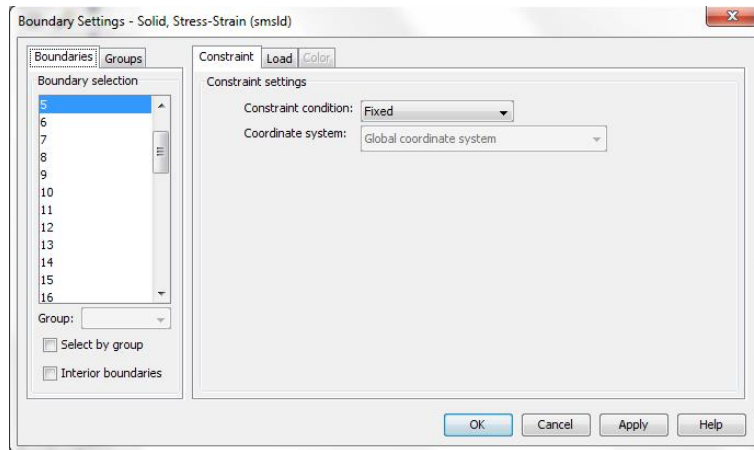 Boundary Settings - Solid, Stress-Strain (smsld)
Boundaries Groups
Boundary selection
5
6
7
8
9
10
11
12
13
14
15
16
Group:
Select by group
Interior boundaries
Constraint Load Color
Constraint settings
Constraint condition: Fixed
Coordinate system: Global coordinate system
OK Cancel Apply Help